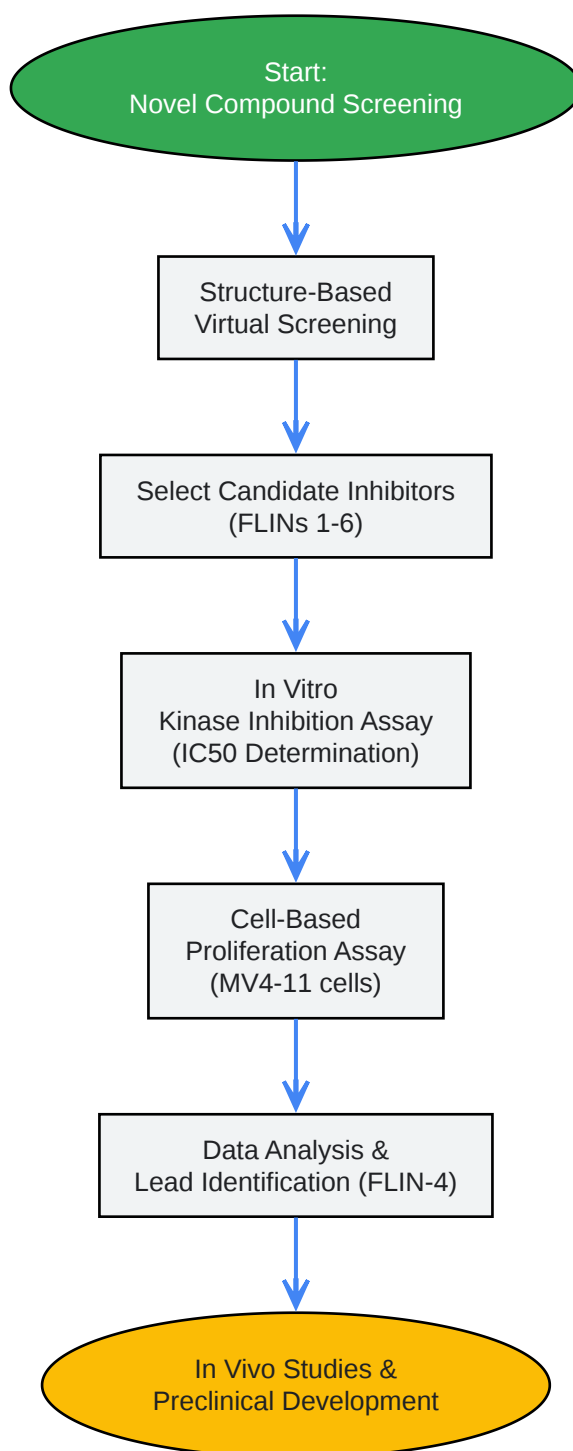 Start:
Novel Compound Screening
Structure-Based
Virtual Screening
Select Candidate Inhibitors
(FLINs 1-6)
In Vitro
Kinase Inhibition Assay
(IC50 Determination)
Cell-Based
Proliferation Assay
(MV4-11 cells)
Data Analysis &
Lead Identification (FLIN-4)
In Vivo Studies &
Preclinical Development